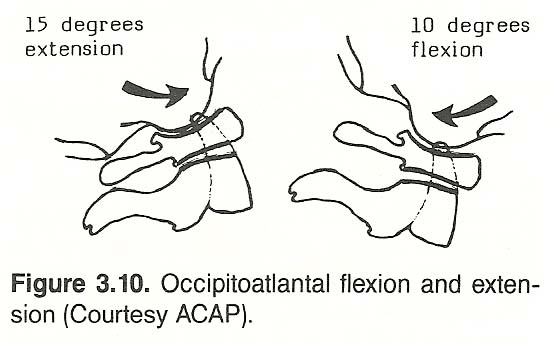 15 degrees
extension
10 degrees
flexion
Figure 3.10. Occipitoatlantal flexion and exten-
sion (Courtesy ACAP).